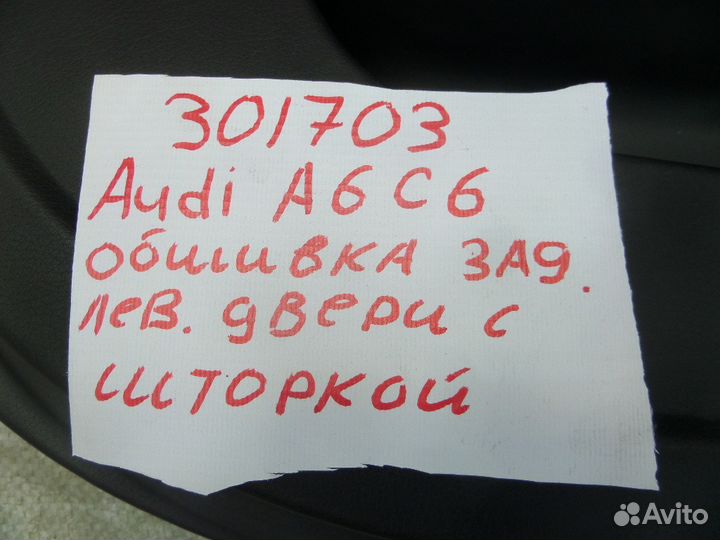 301703
Audi A6 C6
обшивка зад.
лев. двери с
шторкой
Avito